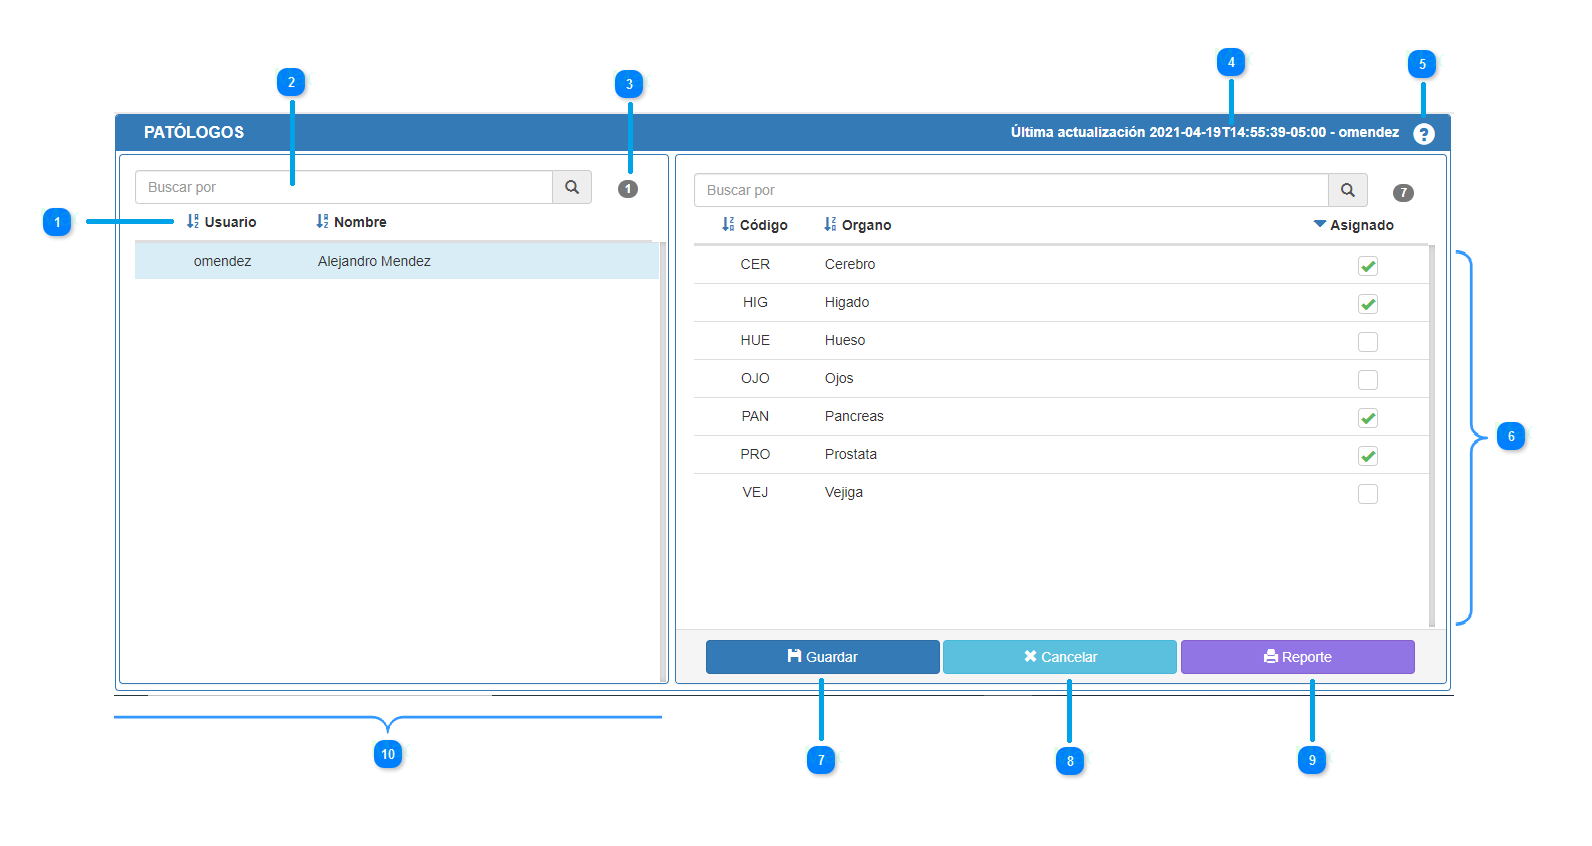 4
5
2
3
PATÓLOGOS
Última actualización 2021-04-19T14:55:39-05:00 - omendez
?
Buscar por
1
Buscar por
7
1
Usuario Nombre
Código Organo Asignado
omendez Alejandro Mendez
CER Cerebro
HIG Higado
HUE Hueso
OJO Ojos
PAN Pancreas
6
PRO Prostata
VEJ Vejiga
Guardar Cancelar Reporte
10
7
8
9